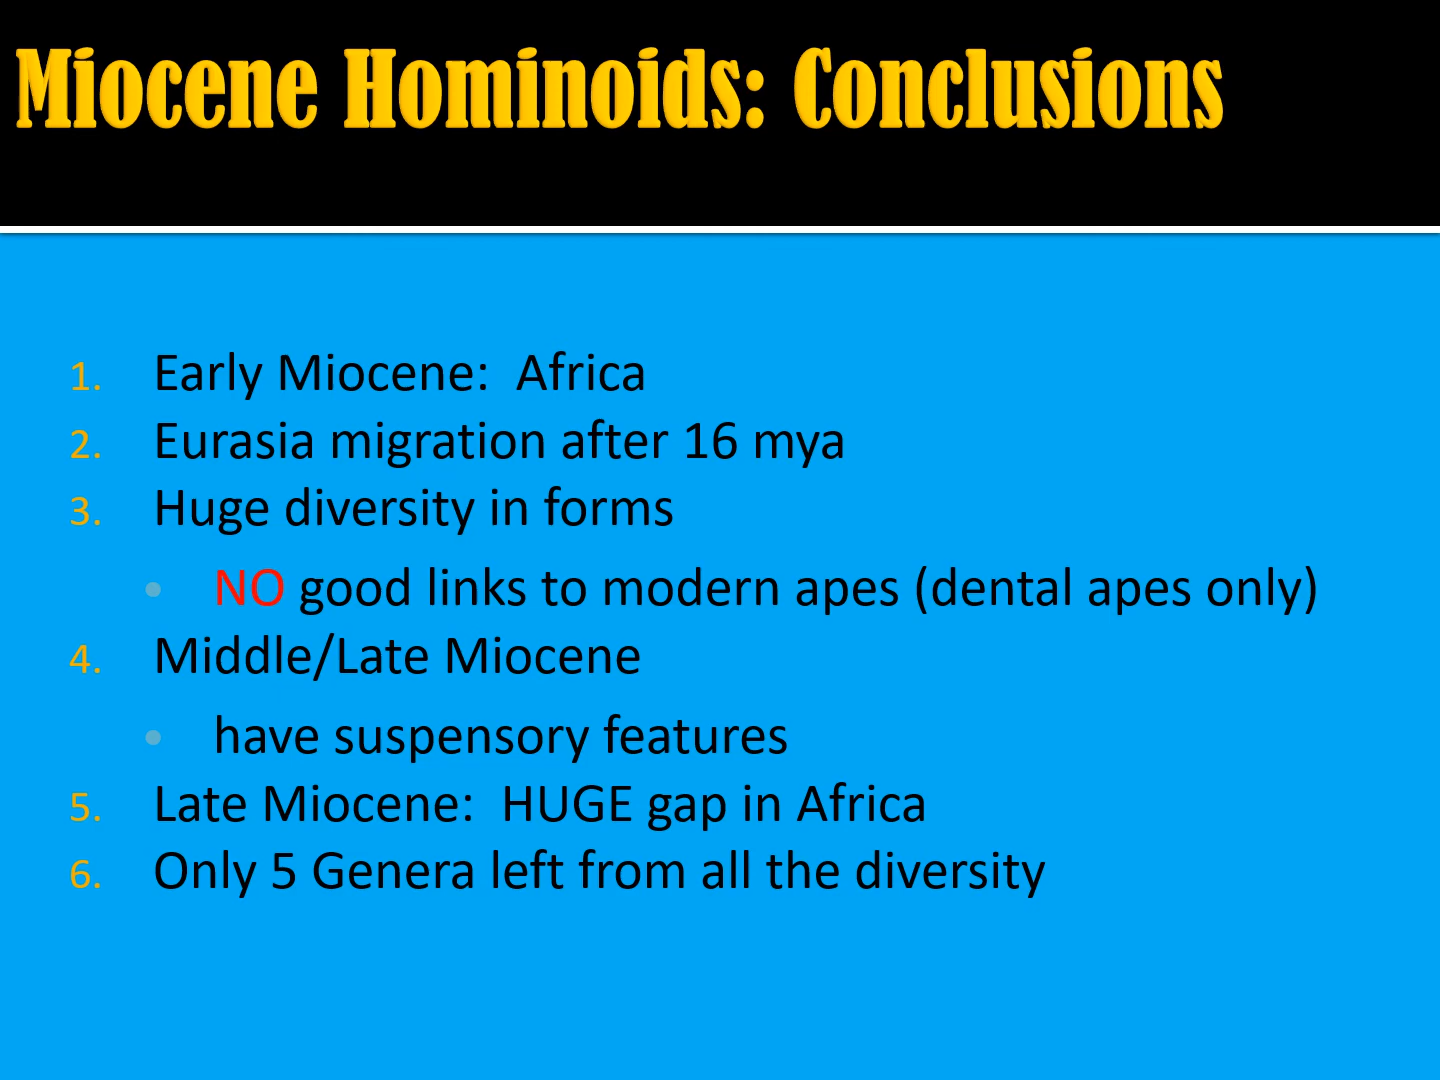 Miocene Hominoids: Conclusions
1. Early Miocene:  Africa
2. Eurasia migration after 16 mya
3. Huge diversity in forms
• NO good links to modern apes (dental apes only)
4. Middle/Late Miocene
• have suspensory features
5. Late Miocene:  HUGE gap in Africa
6. Only 5 Genera left from all the diversity